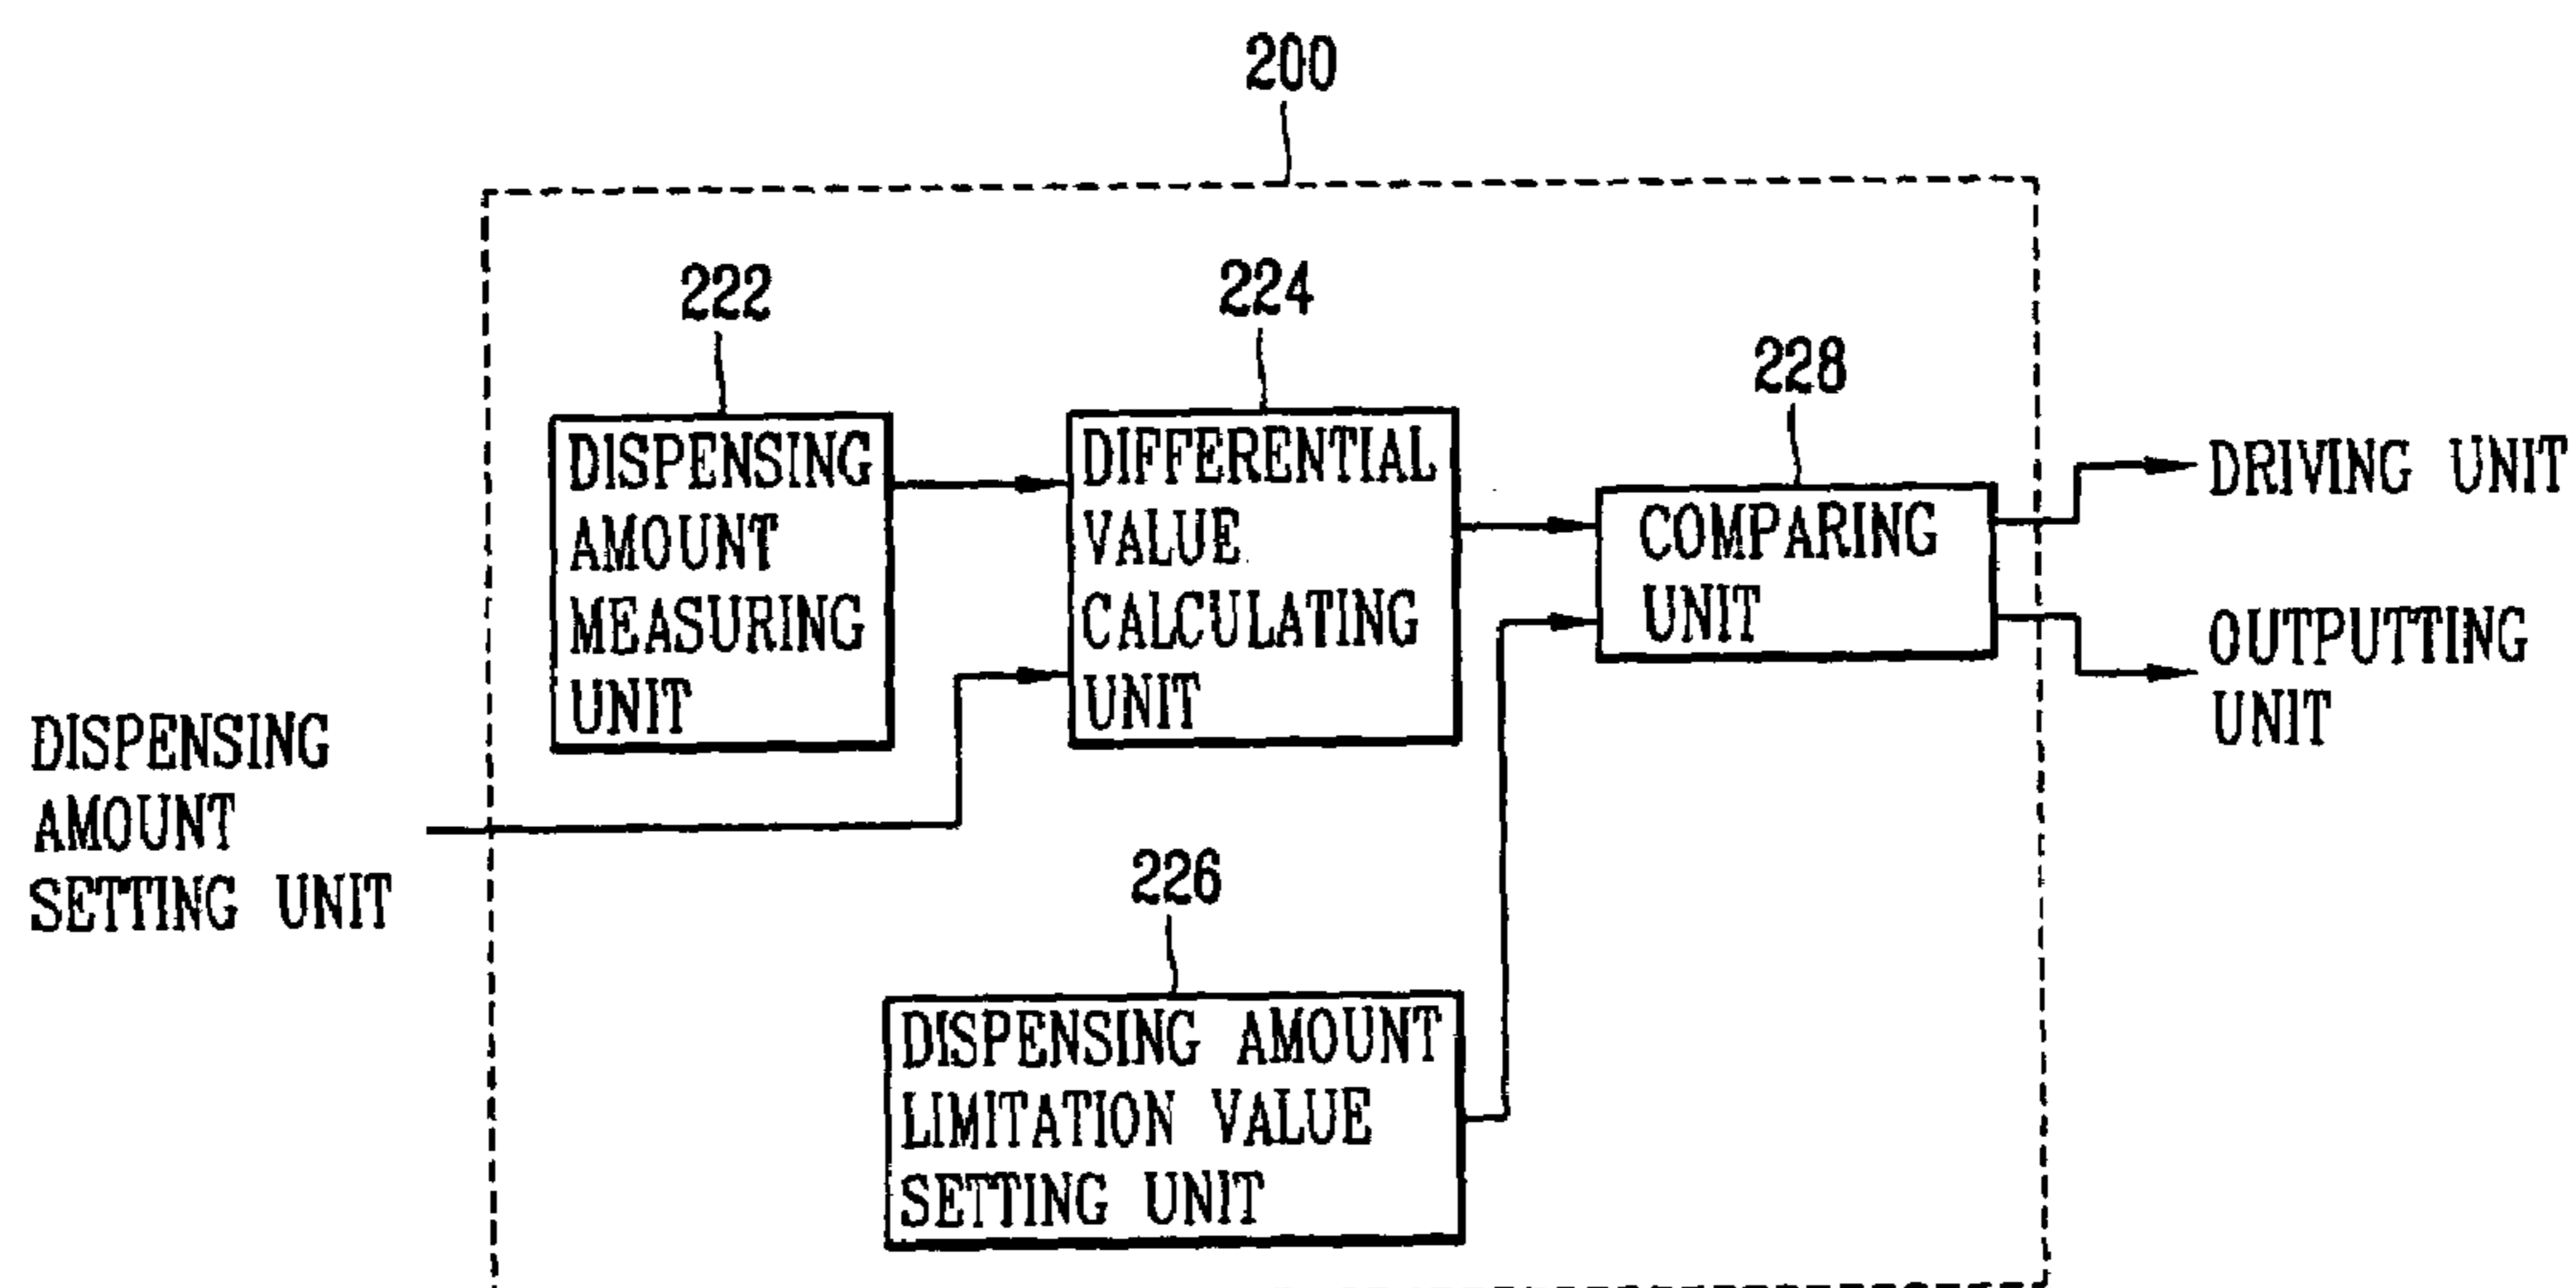 200
222
224
228
DISPENSING
AMOUNT
MEASURING
UNIT
DIFFERENTIAL
VALUE
CALCULATING
UNIT
COMPARING
UNIT
DRIVING UNIT
OUTPUTTING
UNIT
DISPENSING
AMOUNT
SETTING UNIT
226
DISPENSING AMOUNT
LIMITATION VALUE
SETTING UNIT